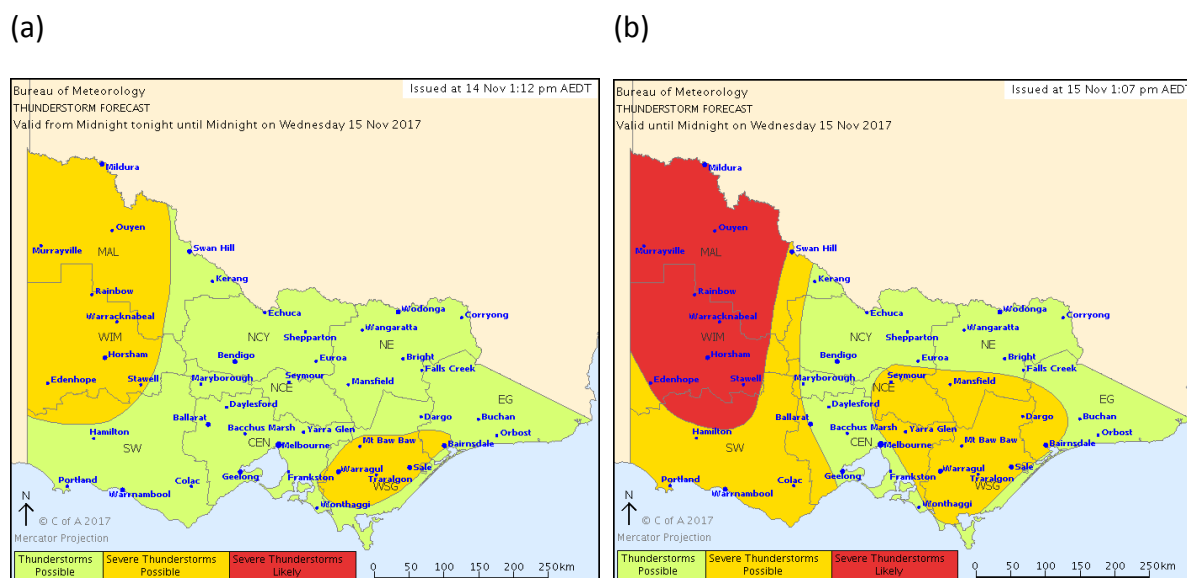 (a)
Bureau of Meteorology
Issued at 14 Nov 1:12 pm AEDT
THUNDERSTORM FORECAST
Valid from Midnight tonight until Midnight on Wednesday 15 Nov 2017
Mildura
Ouyen
Murrayville
MAL
Swan Hill
Kerang
Rainbow
Echuca
Wodonga
Corryong
Warracknabeal
Wangaratta
Shepparton
WIM
NCY
NE
Horsham
Bendigo
Euroa
Bright
Falls Creek
Edenhope
Stawell
Maryborough
NCE
Seymour
Mansfield
EG
Daylesford
Ballarat
Bacchus Marsh
Yarra Glen
Dargo
Buchan
Orbost
Hamilton
SW
CEN
Melbourne
Mt Baw Baw
Bairnsdale
Portland
Warrnambool
Colac
Geelong
Frankston
Warragul
Sale
Traralgon
WSG
Wonthaggi
N
© C of A 2017
Mercator Projection
Thunderstorms Possible
Severe Thunderstorms Possible
Severe Thunderstorms Likely
0 50 100 150 200 250km
(b)
Bureau of Meteorology
Issued at 15 Nov 1:07 pm AEDT
THUNDERSTORM FORECAST
Valid until Midnight on Wednesday 15 Nov 2017
Mildura
Ouyen
Murrayville
MAL
Swan Hill
Kerang
Rainbow
Echuca
Wodonga
Corryong
Warracknabeal
Wangaratta
Shepparton
WIM
NCY
NE
Horsham
Bendigo
Euroa
Bright
Falls Creek
Edenhope
Stawell
Maryborough
NCE
Seymour
Mansfield
EG
Daylesford
Ballarat
Bacchus Marsh
Yarra Glen
Dargo
Buchan
Orbost
Hamilton
SW
CEN
Melbourne
Mt Baw Baw
Bairnsdale
Portland
Warrnambool
Colac
Geelong
Frankston
Warragul
Sale
Traralgon
WSG
Wonthaggi
N
© C of A 2017
Mercator Projection
Thunderstorms Possible
Severe Thunderstorms Possible
Severe Thunderstorms Likely
0 50 100 150 200 250km